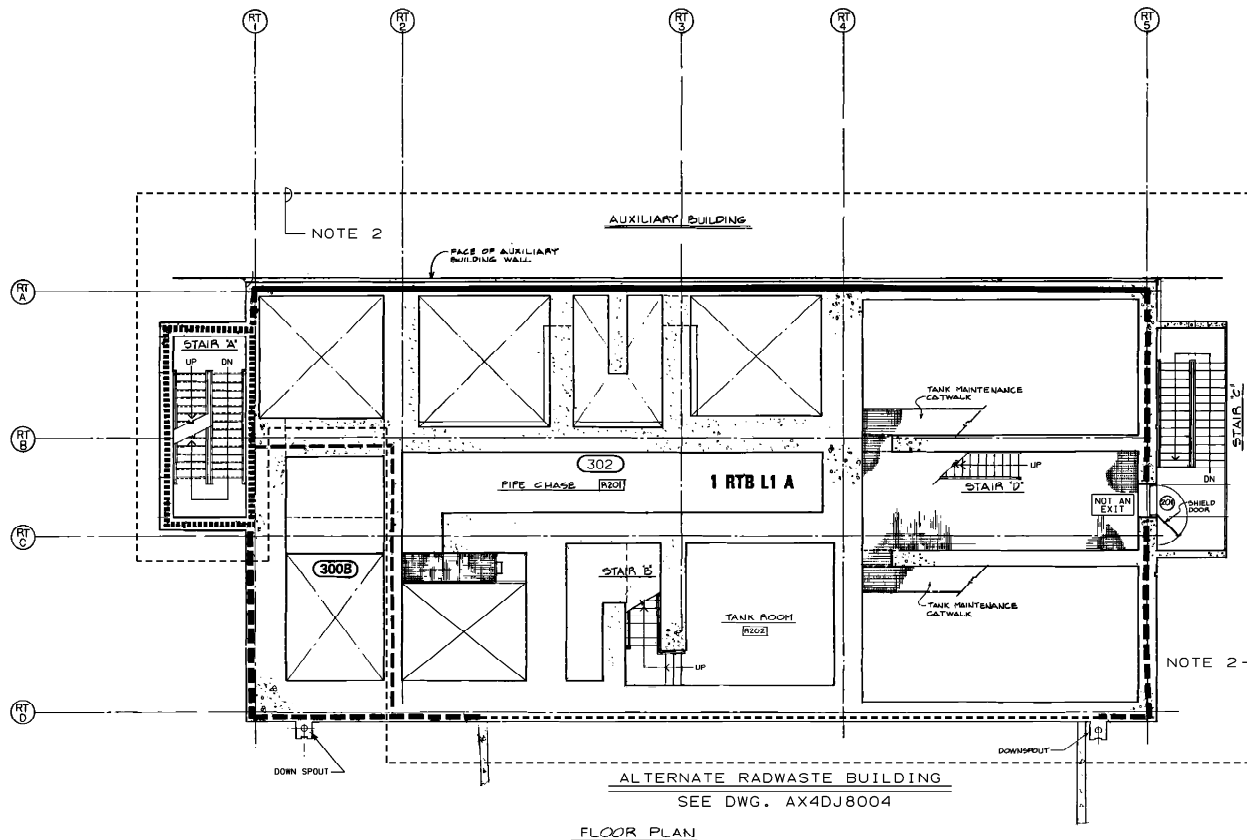 RT 1
RT 2
RT 3
RT 4
RT 5
AUXILIARY BUILDING
NOTE 2
FACE OF AUXILIARY
BUILDING WALL
RT A
STAIR "A"
UP
DN
TANK MAINTENANCE
CATWALK
STAIR "C"
RT B
302
PIPE CHASE
R201
1 RTB L1 A
UP
STAIR "D"
DN
NOT AN
EXIT
201
SHIELD
DOOR
RT C
300B
STAIR "B"
TANK MAINTENANCE
CATWALK
TANK ROOM
R202
UP
NOTE 2
RT D
DOWN SPOUT
DOWNSPOUT
ALTERNATE RADWASTE BUILDING
SEE DWG. AX4DJ8004
FLOOR PLAN